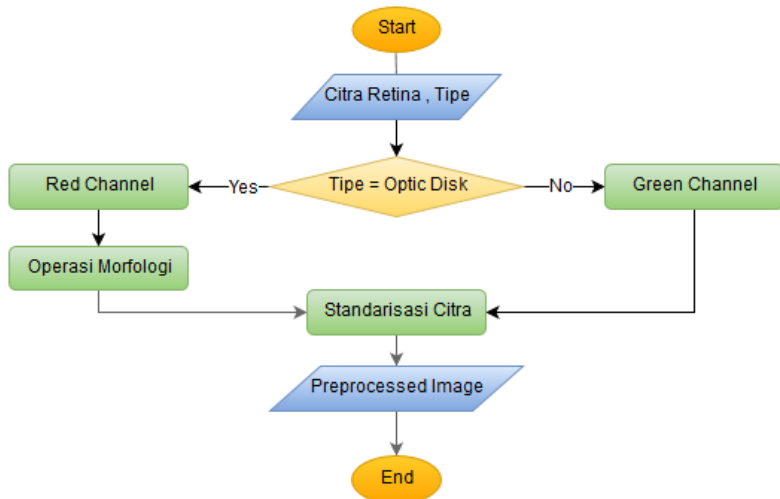 Start
Citra Retina , Tipe
Tipe = Optic Disk
Yes
No
Red Channel
Green Channel
Operasi Morfologi
Standarisasi Citra
Preprocessed Image
End